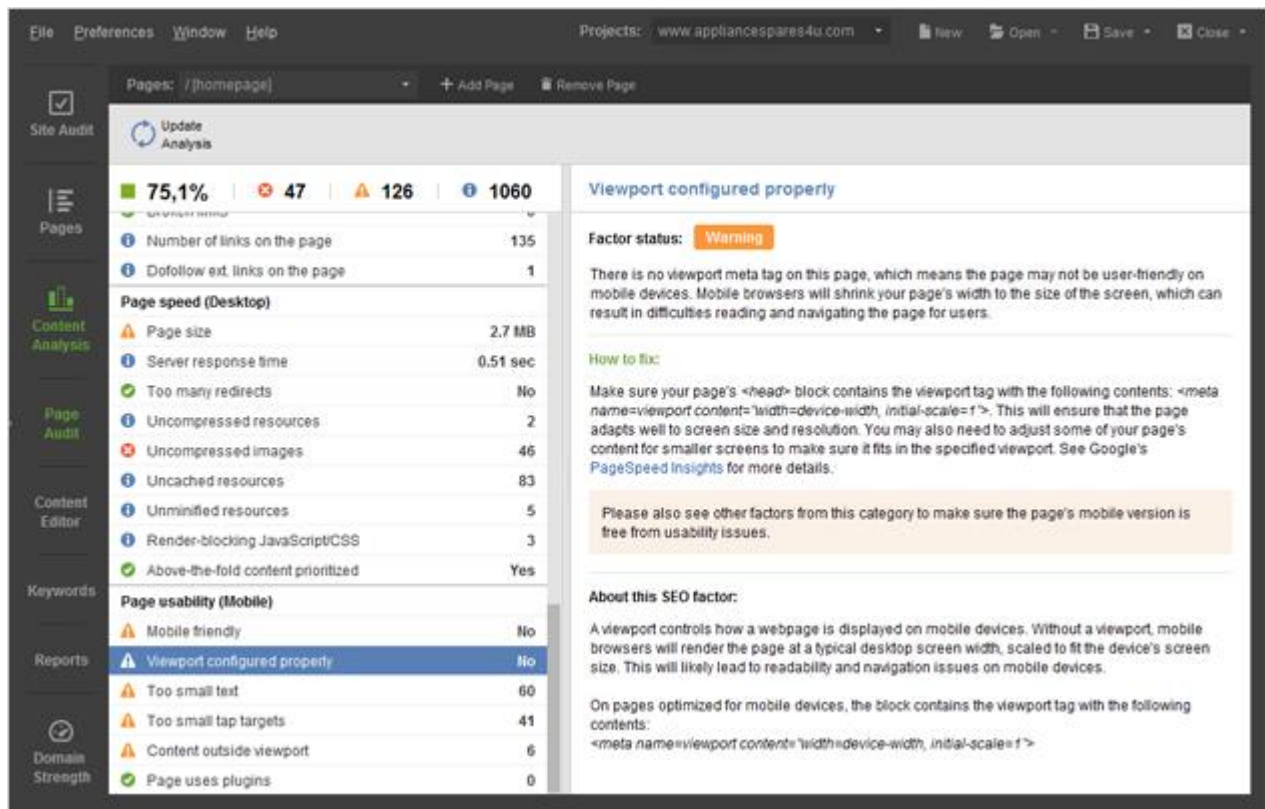 File Preferences Window Help Projects: www.appliancespares4u.com New Open Save Close
Pages: /[homepage] Add Page Remove Page
Site Audit
Pages
Content
Analysis
Page
Audit
Content
Editor
Keywords
Reports
Domain
Strength
Update
Analysis
75,1% 47 126 1060
Broken links 0
Number of links on the page 135
Dofollow ext. links on the page 1
Page speed (Desktop)
Page size 2.7 MB
Server response time 0.51 sec
Too many redirects No
Uncompressed resources 2
Uncompressed images 46
Uncached resources 83
Unminified resources 5
Render-blocking JavaScript/CSS 3
Above-the-fold content prioritized Yes
Page usability (Mobile)
Mobile friendly No
Viewport configured properly No
Too small text 60
Too small tap targets 41
Content outside viewport 6
Page uses plugins 0
Viewport configured properly
Factor status: Warning
There is no viewport meta tag on this page, which means the page may not be user-friendly on
mobile devices. Mobile browsers will shrink your page's width to the size of the screen, which can
result in difficulties reading and navigating the page for users.
How to fix:
Make sure your page's <head> block contains the viewport tag with the following contents: <meta
name=viewport content="width=device-width, initial-scale=1">. This will ensure that the page
adapts well to screen size and resolution. You may also need to adjust some of your page's
content for smaller screens to make sure it fits in the specified viewport. See Google's
PageSpeed Insights for more details.
Please also see other factors from this category to make sure the page's mobile version is
free from usability issues.
About this SEO factor:
A viewport controls how a webpage is displayed on mobile devices. Without a viewport, mobile
browsers will render the page at a typical desktop screen width, scaled to fit the device's screen
size. This will likely lead to readability and navigation issues on mobile devices.
On pages optimized for mobile devices, the block contains the viewport tag with the following
contents:
<meta name=viewport content="width=device-width, initial-scale=1">